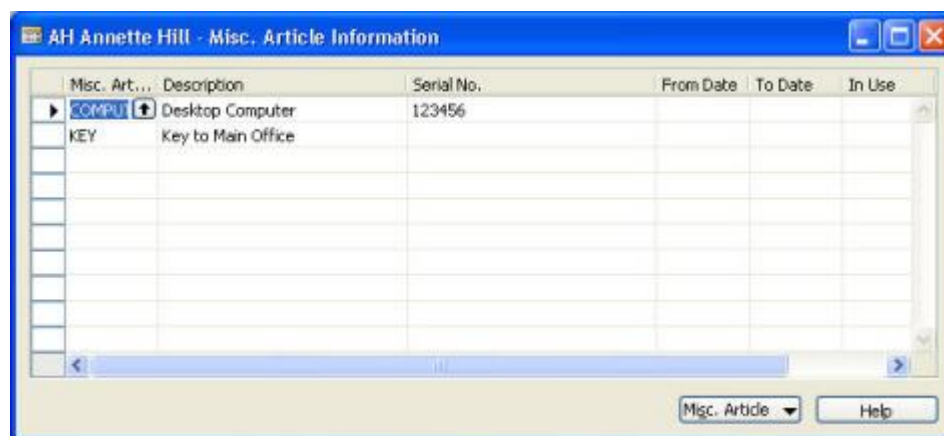 AH Annette Hill - Misc. Article Information
Misc. Art... Description Serial No. From Date To Date In Use
COMPUT Desktop Computer 123456
KEY Key to Main Office
Misc. Article Help